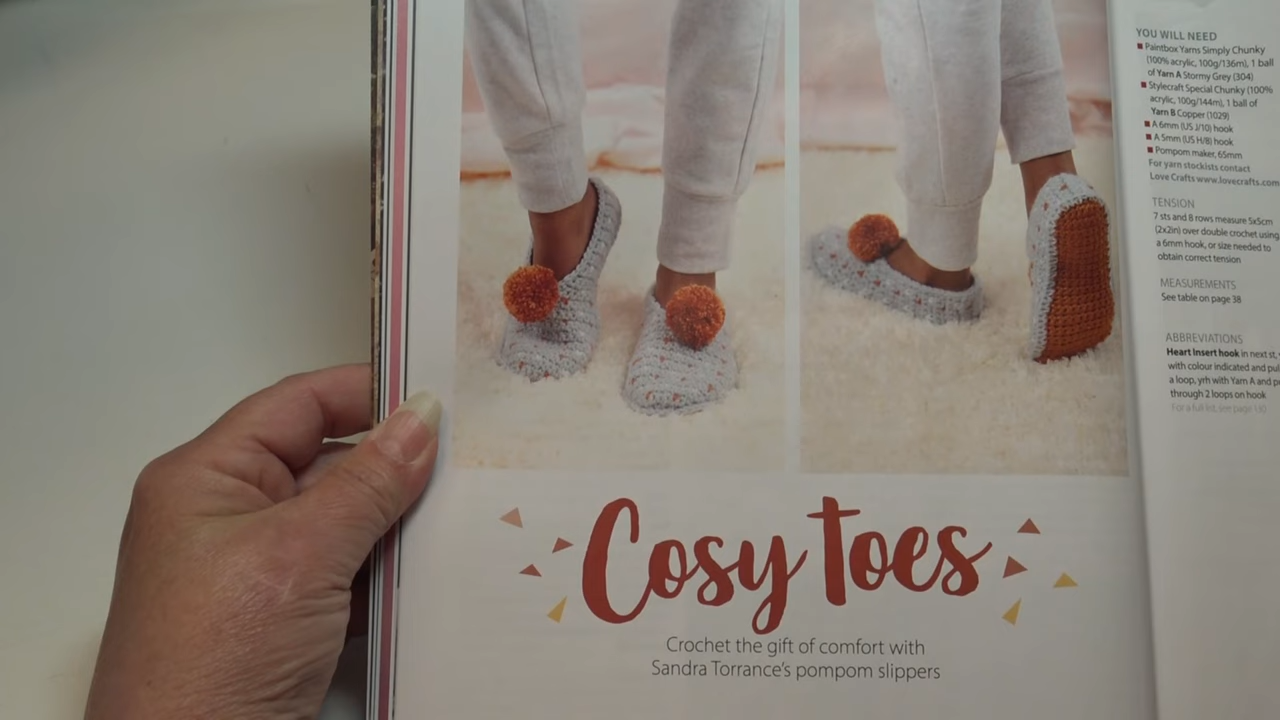 Cosy toes
Crochet the gift of comfort with
Sandra Torrance's pompom slippers
YOU WILL NEED
Paintbox Yarns Simply Chunky
(100% acrylic, 100g/136m), 1 ball
of Yarn A Stormy Grey (304)
Stylecraft Special Chunky (100%
acrylic, 100g/144m), 1 ball of
Yarn B Copper (1029)
A 6mm (US J/10) hook
A 5mm (US H/8) hook
Pompom maker, 65mm
For yarn stockists contact
Love Crafts www.lovecrafts.com
TENSION
7 sts and 8 rows measure 5x5cm
(2x2in) over double crochet using
a 6mm hook, or size needed to
obtain correct tension
MEASUREMENTS
See table on page 38
ABBREVIATIONS
Heart Insert hook in next st,
with colour indicated and
a loop, yrh with Yarn A and
through 2 loops on hook
For a full list, see page